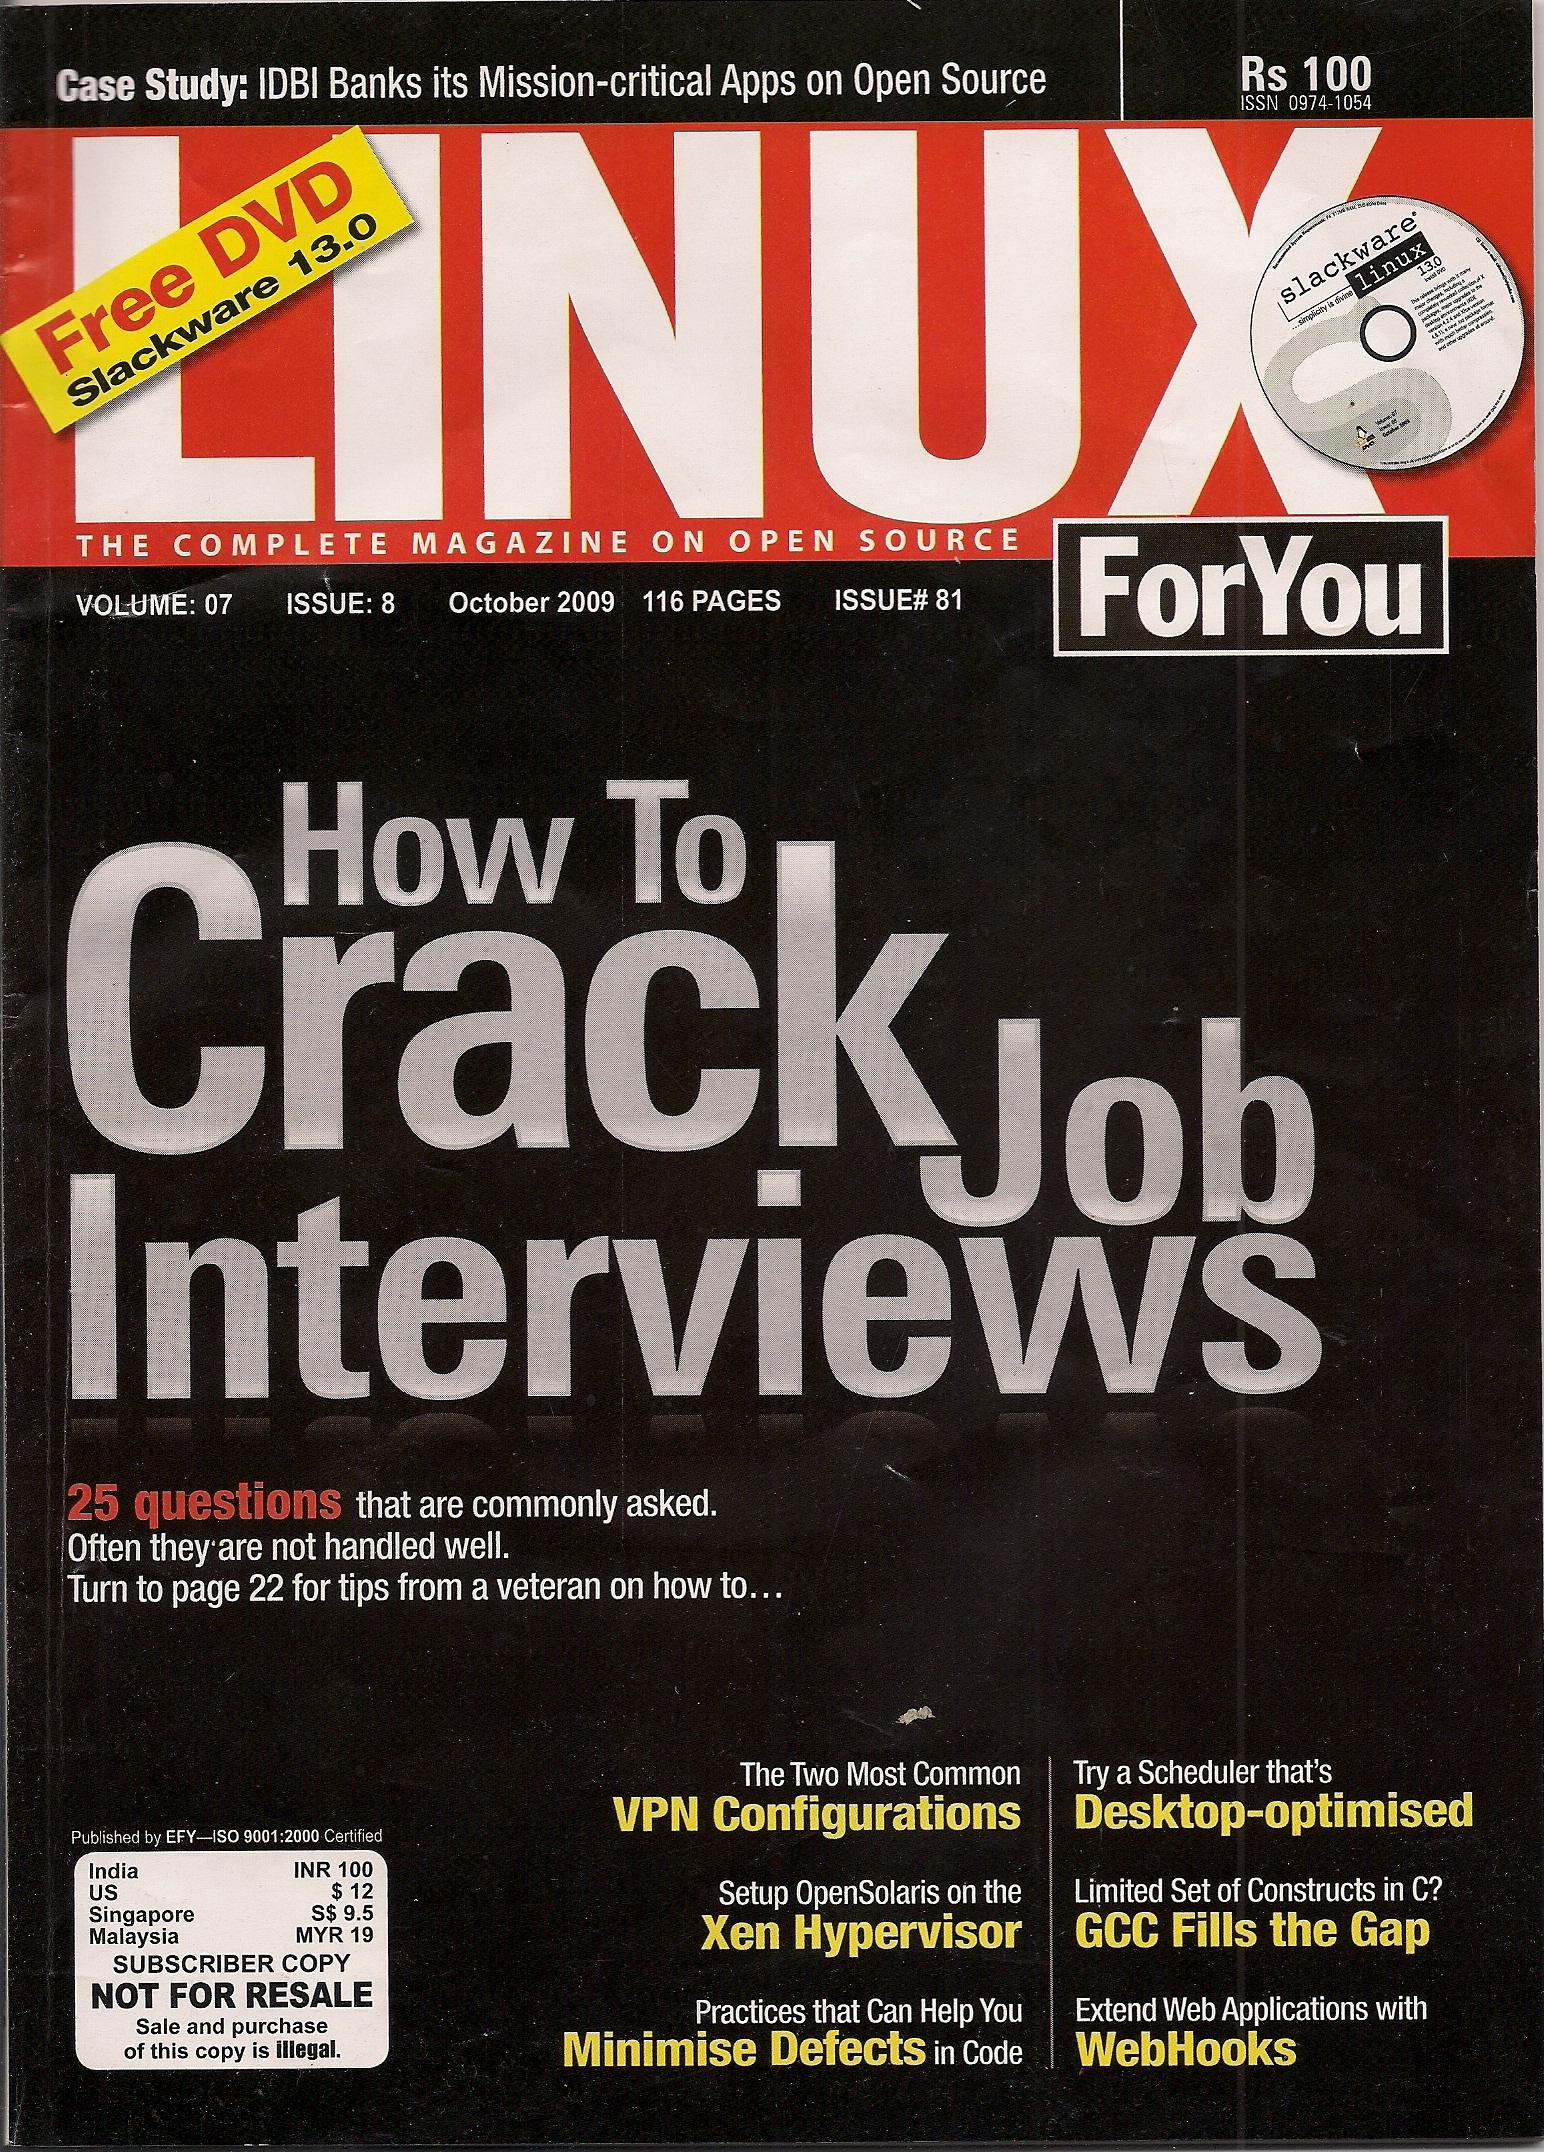 Case Study: IDBI Banks its Mission-critical Apps on Open Source
Rs 100
ISSN 0974-1054
LINUX
Free DVD
Slackware 13.0
slackware®
linux
...simplicity is divine
13.0
THE COMPLETE MAGAZINE ON OPEN SOURCE
ForYou
VOLUME: 07 ISSUE: 8 October 2009 116 PAGES ISSUE# 81
How To
Crack
Job
Interviews
25 questions that are commonly asked.
Often they are not handled well.
Turn to page 22 for tips from a veteran on how to...
The Two Most Common
VPN Configurations
Setup OpenSolaris on the
Xen Hypervisor
Practices that Can Help You
Minimise Defects in Code
Try a Scheduler that's
Desktop-optimised
Limited Set of Constructs in C?
GCC Fills the Gap
Extend Web Applications with
WebHooks
Published by EFY—ISO 9001:2000 Certified
India INR 100
US $ 12
Singapore S$ 9.5
Malaysia MYR 19
SUBSCRIBER COPY
NOT FOR RESALE
Sale and purchase
of this copy is illegal.